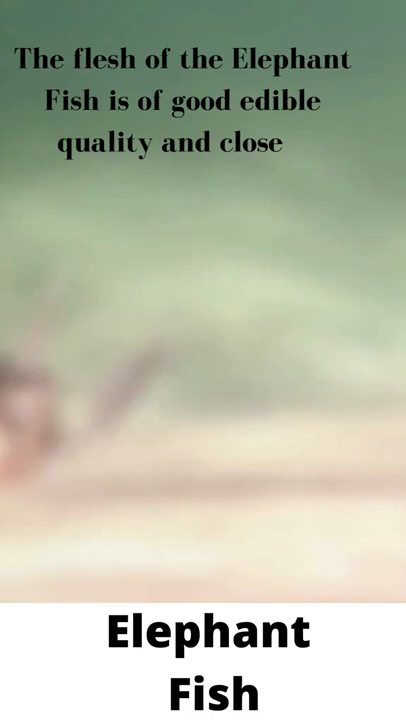 The flesh of the Elephant
Fish is of good edible
quality and close
Elephant
Fish